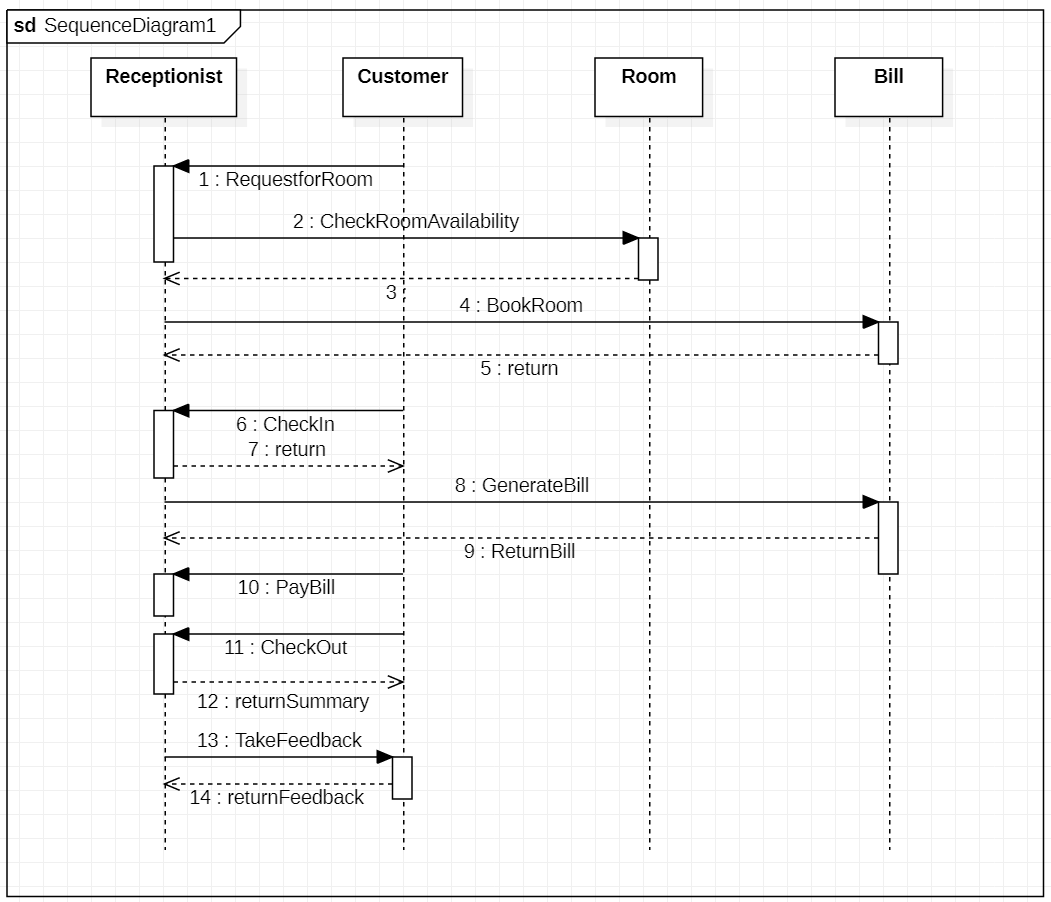 sd SequenceDiagram1
Receptionist
Customer
Room
Bill
1 : RequestforRoom
2 : CheckRoomAvailability
3 :
4 : BookRoom
5 : return
6 : CheckIn
7 : return
8 : GenerateBill
9 : ReturnBill
10 : PayBill
11 : CheckOut
12 : returnSummary
13 : TakeFeedback
14 : returnFeedback